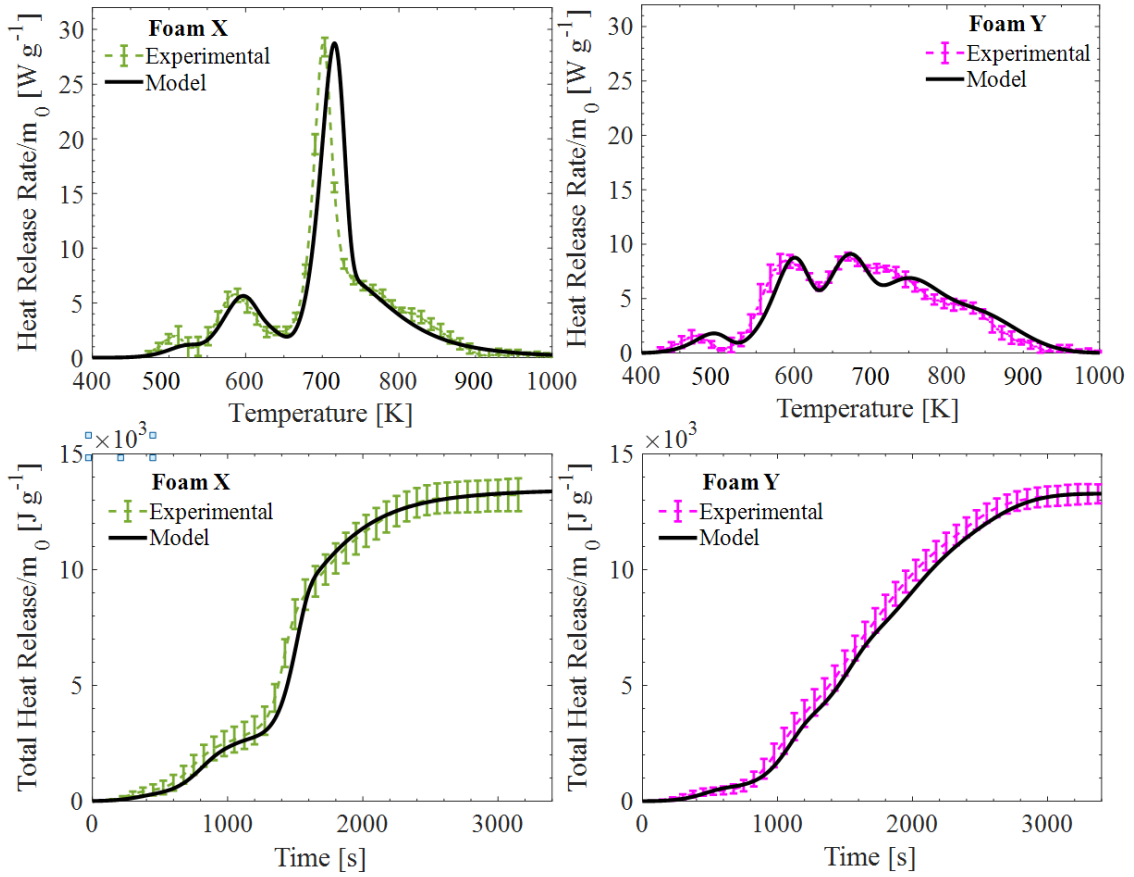 Foam X
Experimental
Model
Heat Release Rate/m0 [W g-1]
30
25
20
15
10
5
0
400 500 600 700 800 900 1000
Temperature [K]
Foam Y
Experimental
Model
Heat Release Rate/m0 [W g-1]
30
25
20
15
10
5
0
400 500 600 700 800 900 1000
Temperature [K]
×103
Foam X
Experimental
Model
Total Heat Release/m0 [J g-1]
15
10
5
0
0 1000 2000 3000
Time [s]
×103
Foam Y
Experimental
Model
Total Heat Release/m0 [J g-1]
15
10
5
0
0 1000 2000 3000
Time [s]